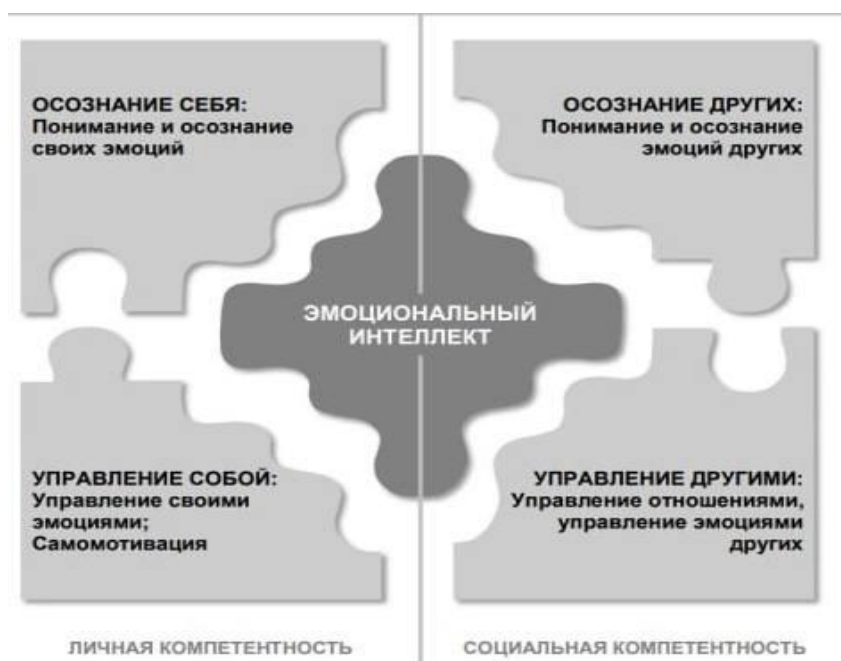 ОСОЗНАНИЕ СЕБЯ:
Понимание и осознание
своих эмоций
ОСОЗНАНИЕ ДРУГИХ:
Понимание и осознание
эмоций других
ЭМОЦИОНАЛЬНЫЙ
ИНТЕЛЛЕКТ
УПРАВЛЕНИЕ СОБОЙ:
Управление своими
эмоциями;
Самомотивация
УПРАВЛЕНИЕ ДРУГИМИ:
Управление отношениями,
управление эмоциями
других
ЛИЧНАЯ КОМПЕТЕНТНОСТЬ
СОЦИАЛЬНАЯ КОМПЕТЕНТНОСТЬ